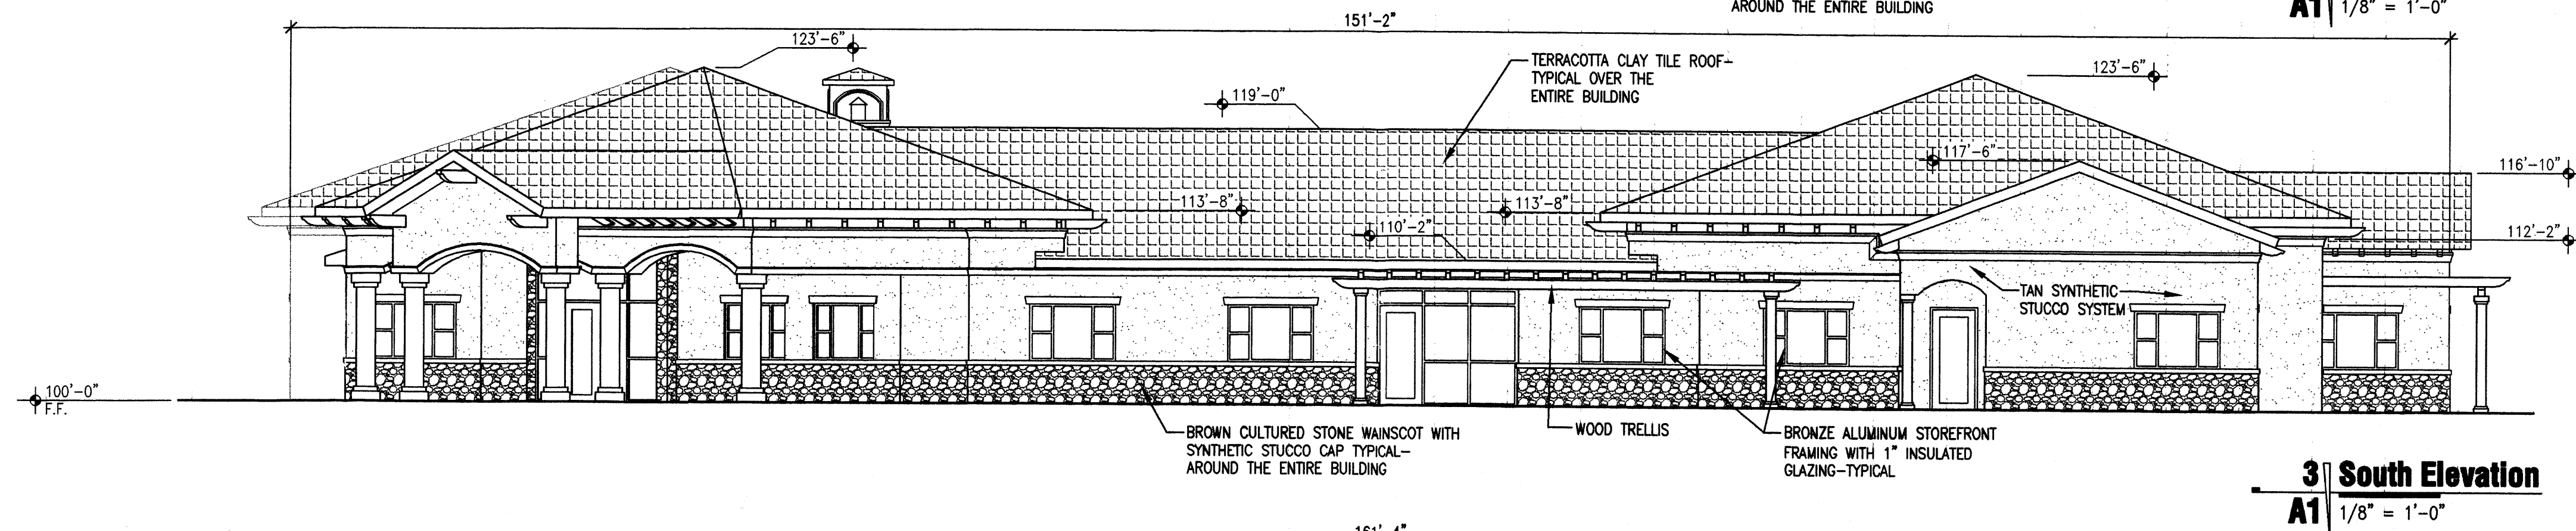 AROUND THE ENTIRE BUILDING
A1 1/8" = 1'-0"
151'-2"
123'-6"
TERRACOTTA CLAY TILE ROOF-
TYPICAL OVER THE
ENTIRE BUILDING
123'-6"
119'-0"
117'-6"
116'-10"
113'-8"
113'-8"
110'-2"
112'-2"
TAN SYNTHETIC
STUCCO SYSTEM
100'-0"
F.F.
BROWN CULTURED STONE WAINSCOT WITH
SYNTHETIC STUCCO CAP TYPICAL-
AROUND THE ENTIRE BUILDING
WOOD TRELLIS
BRONZE ALUMINUM STOREFRONT
FRAMING WITH 1" INSULATED
GLAZING-TYPICAL
3 South Elevation
A1 1/8" = 1'-0"
161'-4"